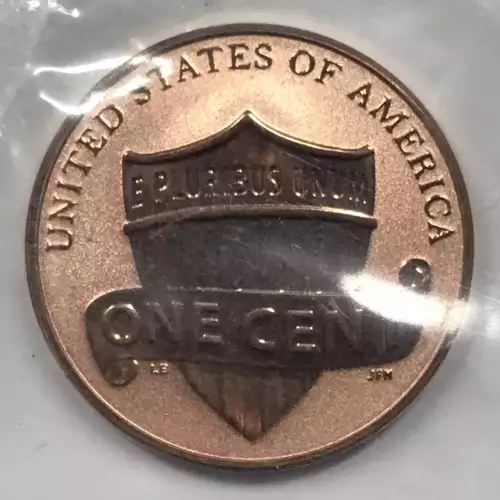 UNITED STATES OF AMERICA
E PLURIBUS UNUM
ONE CENT
LB JFM